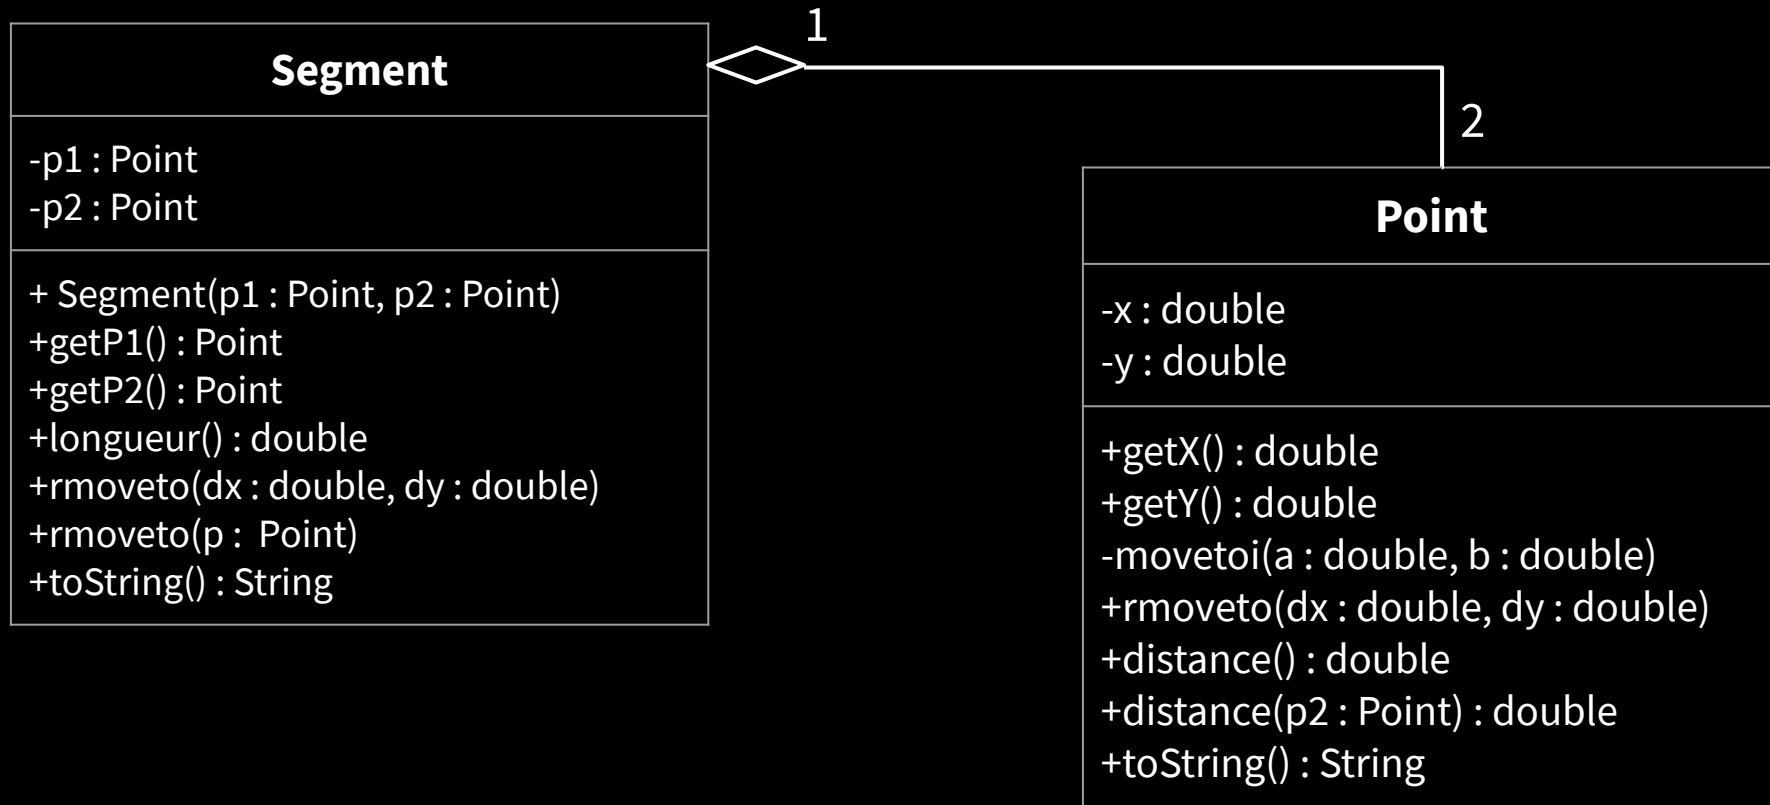 Segment
-p1 : Point
-p2 : Point
+ Segment(p1 : Point, p2 : Point)
+getP1() : Point
+getP2() : Point
+longueur() : double
+rmoveto(dx : double, dy : double)
+rmoveto(p :  Point)
+toString() : String
1
2
Point
-x : double
-y : double
+getX() : double
+getY() : double
-movetoi(a : double, b : double)
+rmoveto(dx : double, dy : double)
+distance() : double
+distance(p2 : Point) : double
+toString() : String